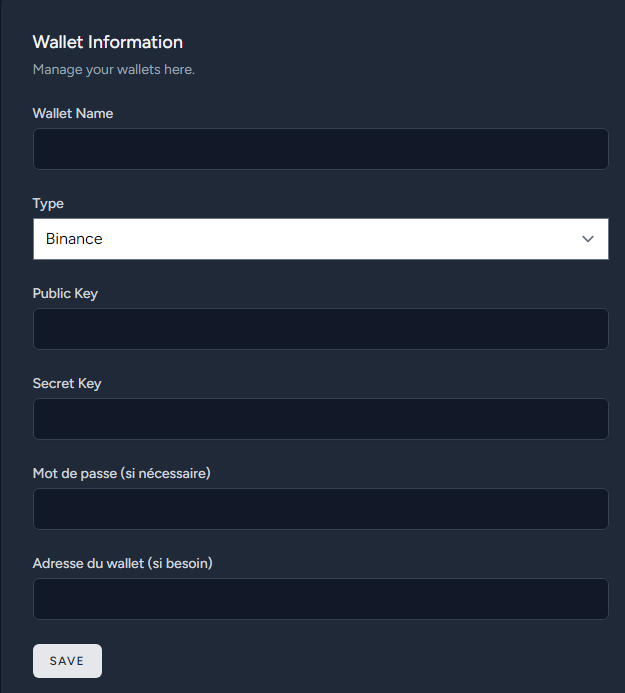 Wallet Information
Manage your wallets here.
Wallet Name
Type
Binance
Public Key
Secret Key
Mot de passe (si nécessaire)
Adresse du wallet (si besoin)
SAVE